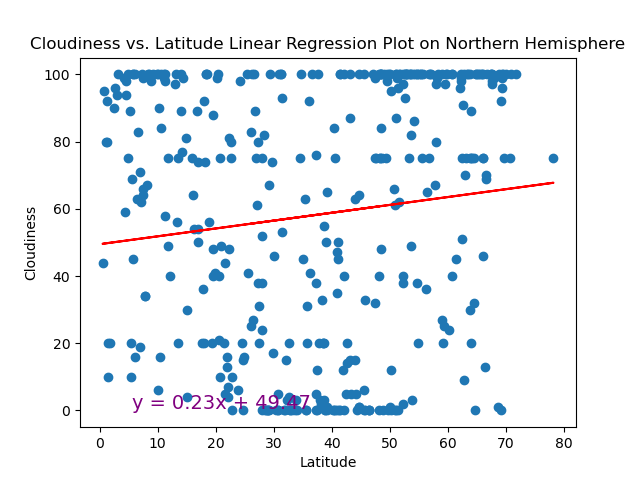 Cloudiness vs. Latitude Linear Regression Plot on Northern Hemisphere
100
80
60
40
20
0
Cloudiness
y = 0.23x + 49.47
0 10 20 30 40 50 60 70 80
Latitude